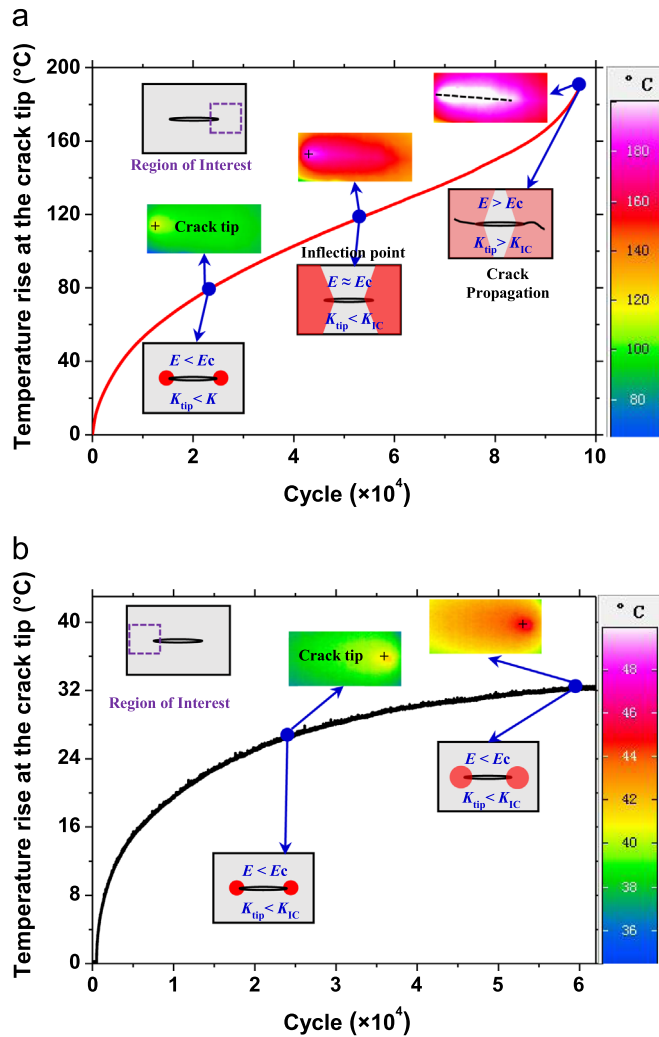 a
Temperature rise at the crack tip (°C)
200
160
120
80
40
0
0
2
4
6
8
10
Cycle (×10⁴)
Region of Interest
+ Crack tip
E < Ec
Ktip < K
+
Inflection point
E ≈ Ec
Ktip < KIC
E > Ec
Ktip > KIC
Crack
Propagation
° C
180
160
140
120
100
80
b
Temperature rise at the crack tip (°C)
40
32
24
16
8
0
0
1
2
3
4
5
6
Cycle (×10⁴)
Region of Interest
Crack tip +
E < Ec
Ktip < KIC
+
E < Ec
Ktip < KIC
° C
48
46
44
42
40
38
36